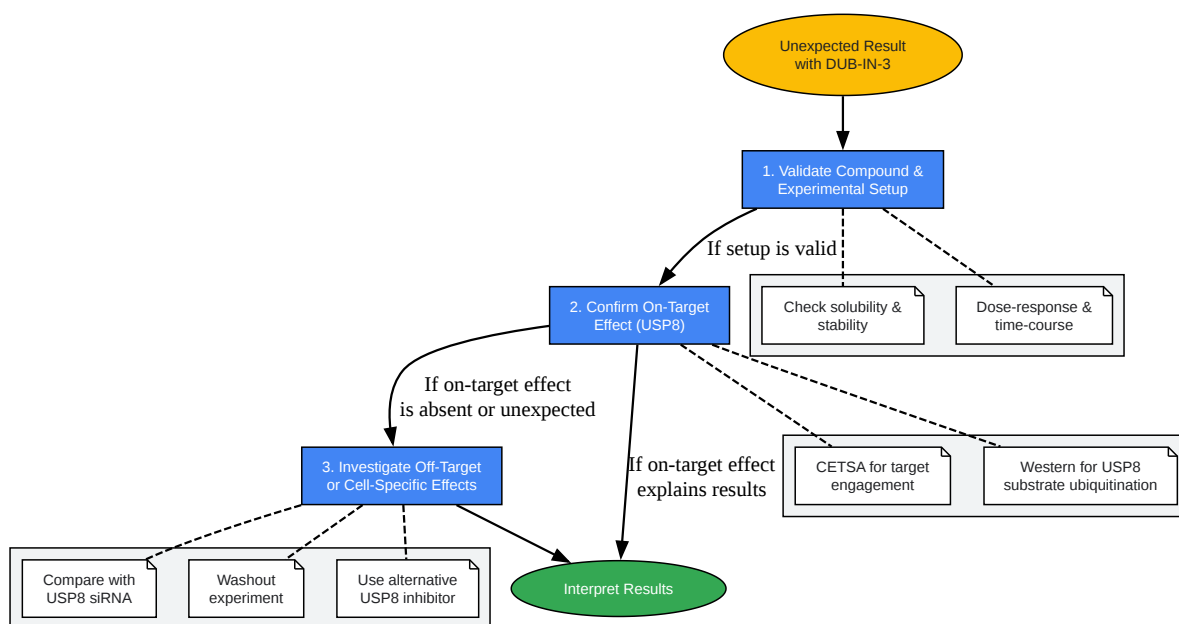 Unexpected Result
with DUB-IN-3
1. Validate Compound &
Experimental Setup
If setup is valid
Check solubility &
stability
Dose-response &
time-course
2. Confirm On-Target
Effect (USP8)
If on-target effect
is absent or unexpected
If on-target effect
explains results
CETSA for target
engagement
Western for USP8
substrate ubiquitination
3. Investigate Off-Target
or Cell-Specific Effects
Compare with
USP8 siRNA
Washout
experiment
Use alternative
USP8 inhibitor
Interpret Results